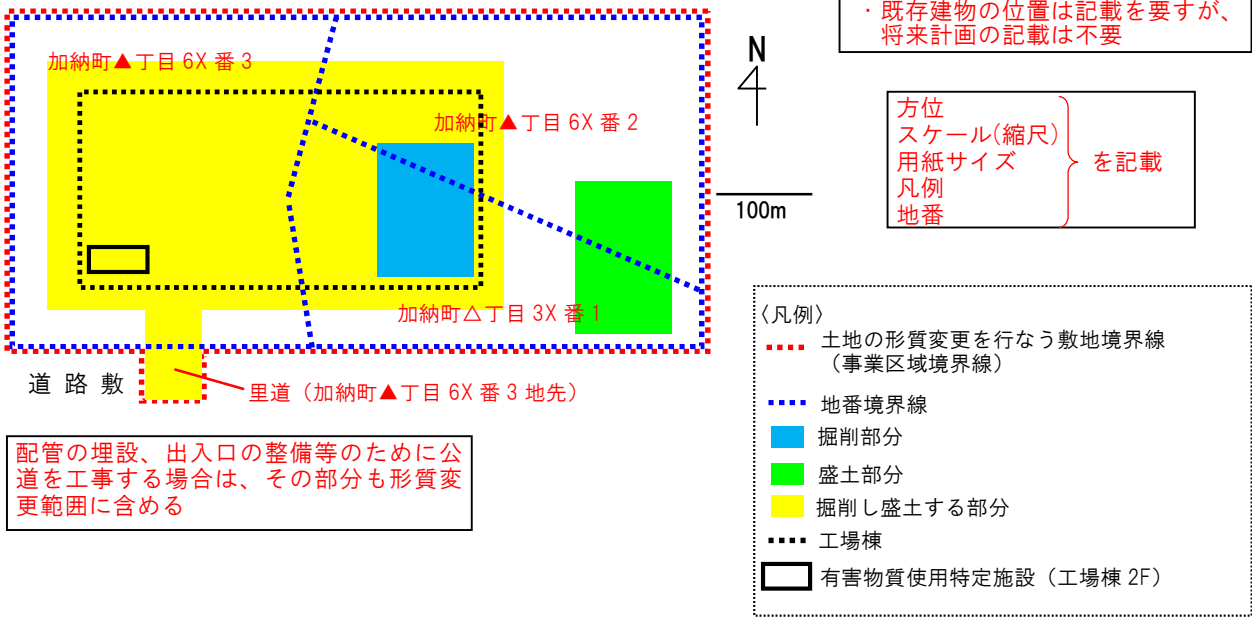 ・既存建物の位置は記載を要すが、
将来計画の記載は不要
加納町▲丁目 6X 番 3
N
加納町▲丁目 6X 番 2
方位
スケール(縮尺)
用紙サイズ
凡例
地番
を記載
100m
加納町△丁目 3X 番 1
道 路 敷
里道（加納町▲丁目 6X 番 3 地先）
配管の埋設、出入口の整備等のために公
道を工事する場合は、その部分も形質変
更範囲に含める
〈凡例〉
土地の形質変更を行なう敷地境界線
（事業区域境界線）
地番境界線
掘削部分
盛土部分
掘削し盛土する部分
工場棟
有害物質使用特定施設（工場棟 2F）